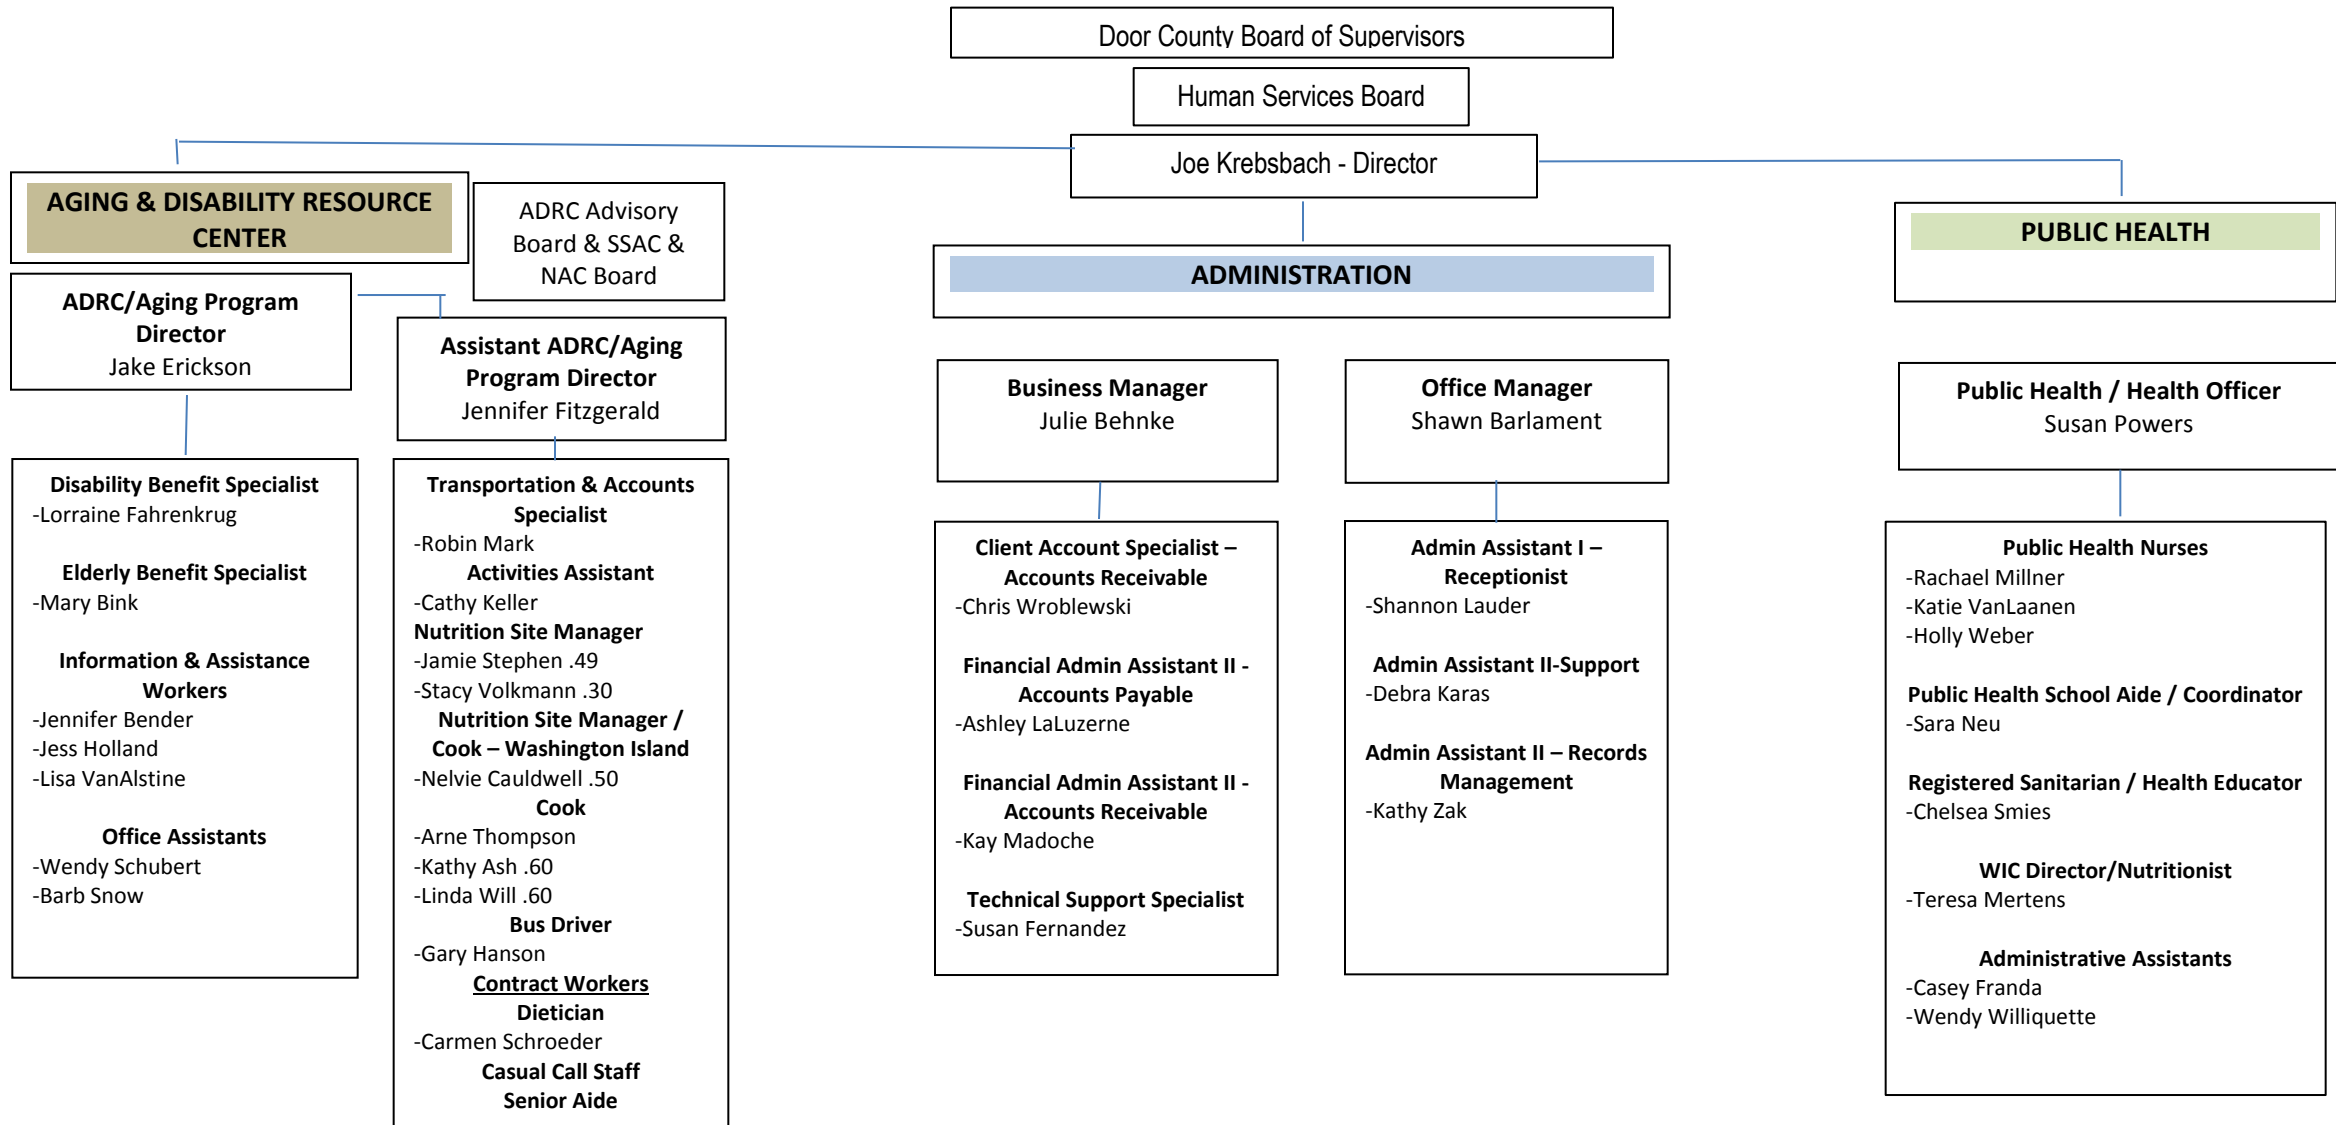 Door County Board of Supervisors
Human Services Board
Joe Krebsbach - Director
AGING & DISABILITY RESOURCE
CENTER
ADRC Advisory
Board & SSAC &
NAC Board
ADRC/Aging Program
Director
Jake Erickson
Assistant ADRC/Aging
Program Director
Jennifer Fitzgerald
Disability Benefit Specialist
-Lorraine Fahrenkrug
Elderly Benefit Specialist
-Mary Bink
Information & Assistance
Workers
-Jennifer Bender
-Jess Holland
-Lisa VanAlstine
Office Assistants
-Wendy Schubert
-Barb Snow
Transportation & Accounts
Specialist
-Robin Mark
Activities Assistant
-Cathy Keller
Nutrition Site Manager
-Jamie Stephen .49
-Stacy Volkmann .30
Nutrition Site Manager /
Cook – Washington Island
-Nelvie Cauldwell .50
Cook
-Arne Thompson
-Kathy Ash .60
-Linda Will .60
Bus Driver
-Gary Hanson
Contract Workers
Dietician
-Carmen Schroeder
Casual Call Staff
Senior Aide
ADMINISTRATION
Business Manager
Julie Behnke
Client Account Specialist –
Accounts Receivable
-Chris Wroblewski
Financial Admin Assistant II -
Accounts Payable
-Ashley LaLuzerne
Financial Admin Assistant II -
Accounts Receivable
-Kay Madoche
Technical Support Specialist
-Susan Fernandez
Office Manager
Shawn Barlament
Admin Assistant I –
Receptionist
-Shannon Lauder
Admin Assistant II-Support
-Debra Karas
Admin Assistant II – Records
Management
-Kathy Zak
PUBLIC HEALTH
Public Health / Health Officer
Susan Powers
Public Health Nurses
-Rachael Millner
-Katie VanLaanen
-Holly Weber
Public Health School Aide / Coordinator
-Sara Neu
Registered Sanitarian / Health Educator
-Chelsea Smies
WIC Director/Nutritionist
-Teresa Mertens
Administrative Assistants
-Casey Franda
-Wendy Williquette